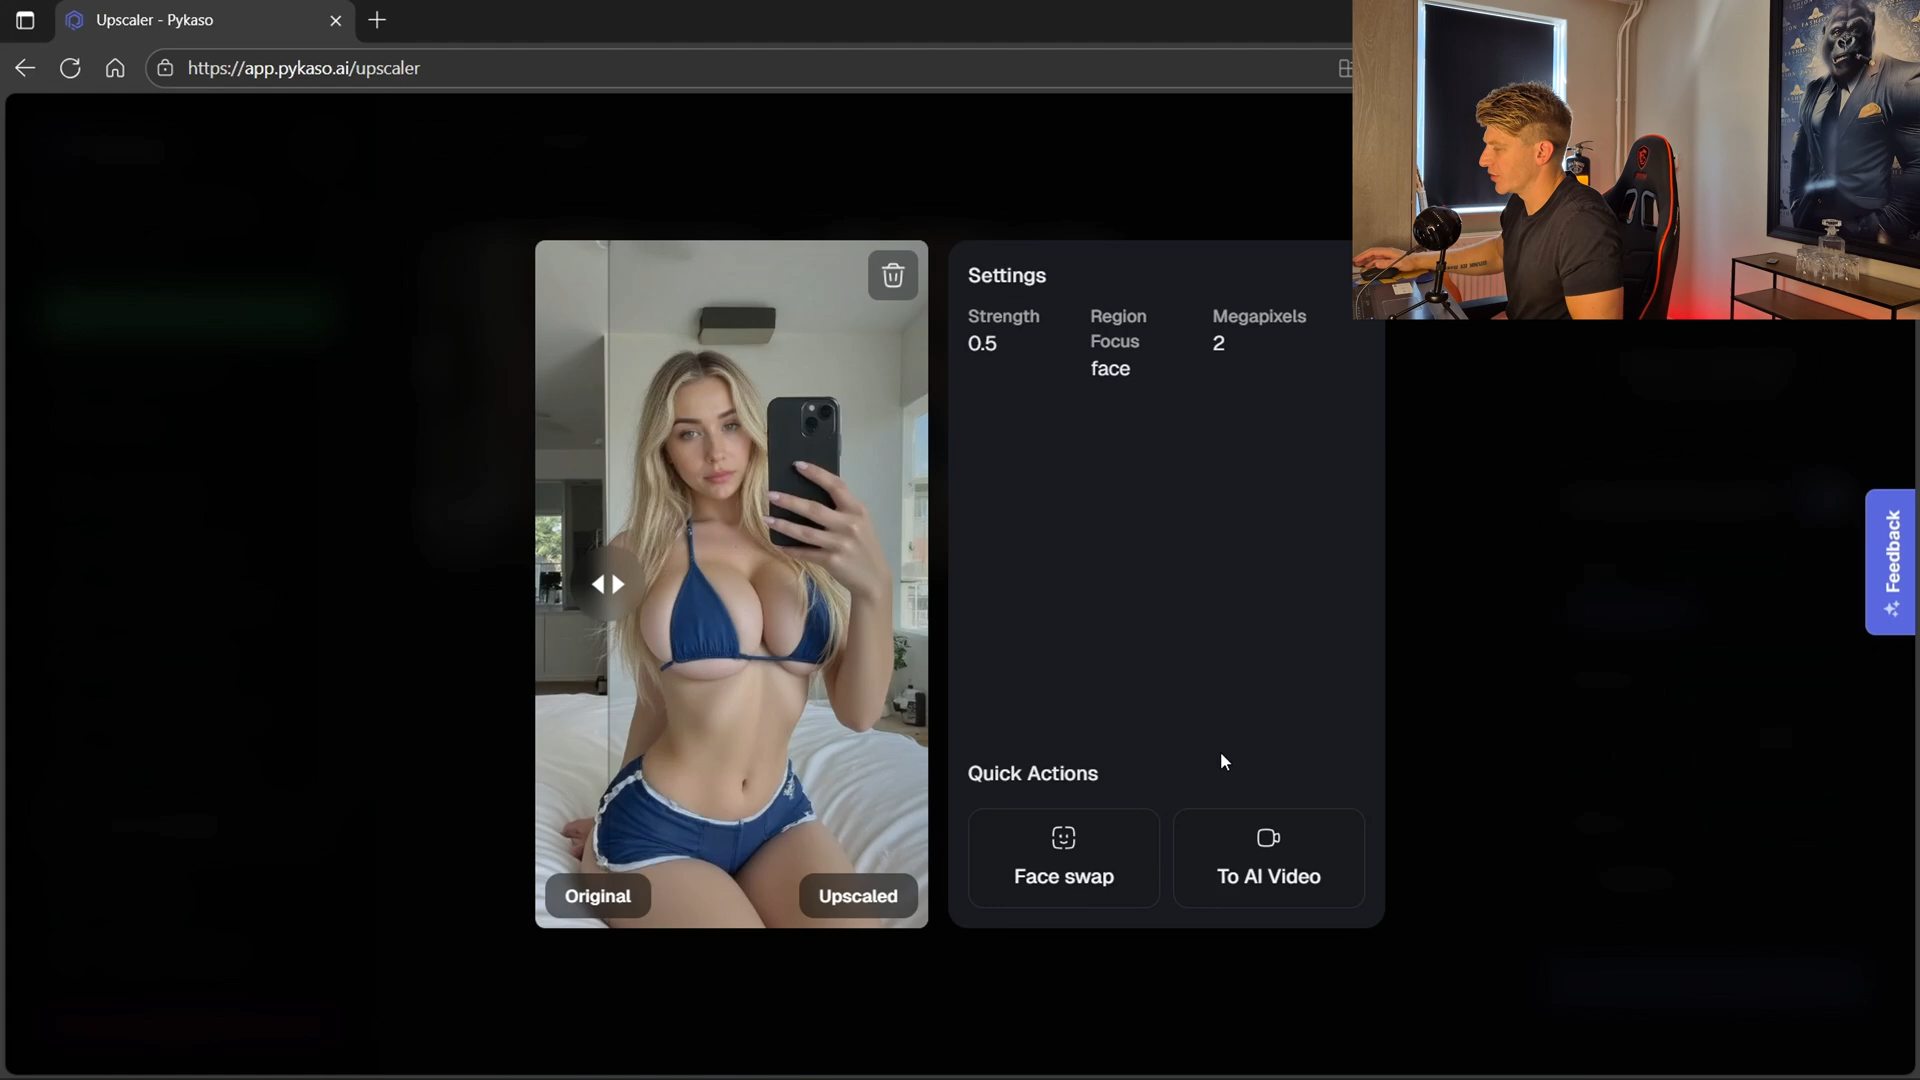 Upscaler - Pykaso
https://app.pykaso.ai/upscaler
Settings
Strength
0.5
Region
Focus
face
Megapixels
2
Feedback
Quick Actions
Face swap
To AI Video
Original
Upscaled